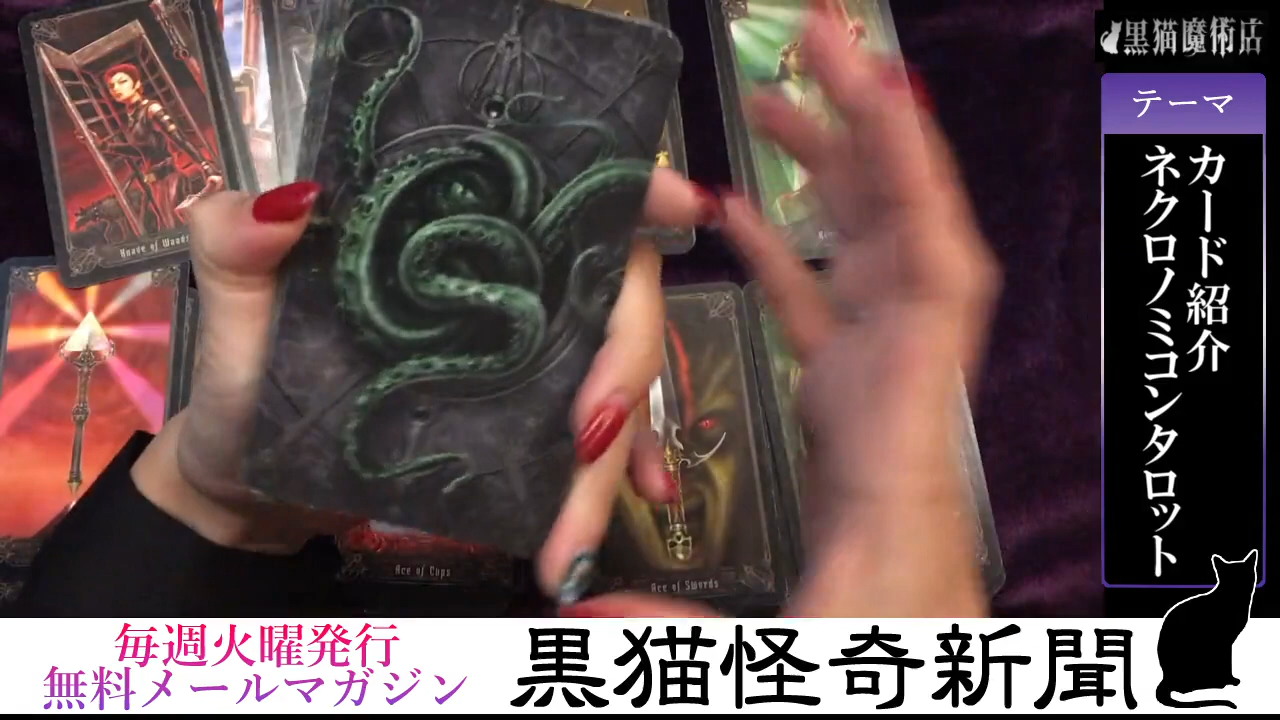 黒猫魔術店
テーマ
カード紹介
ネクロノミコンタロット
Knave of Wands
Ace of Cups
Ace of Swords
毎週火曜発行
無料メールマガジン
黒猫怪奇新聞